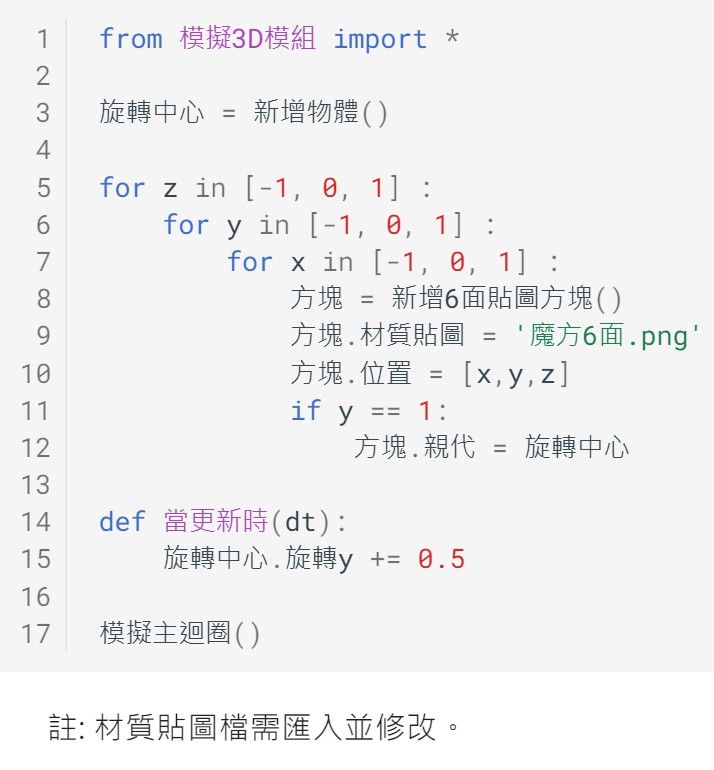 1 from 模擬3D模組 import *
2
3 旋轉中心 = 新增物體()
4
5 for z in [-1, 0, 1] :
6     for y in [-1, 0, 1] :
7         for x in [-1, 0, 1] :
8             方塊 = 新增6面貼圖方塊()
9             方塊.材質貼圖 = '魔方6面.png'
10             方塊.位置 = [x,y,z]
11             if y == 1:
12                 方塊.親代 = 旋轉中心
13
14 def 當更新時(dt):
15     旋轉中心.旋轉y += 0.5
16
17 模擬主迴圈()
註: 材質貼圖檔需匯入並修改。